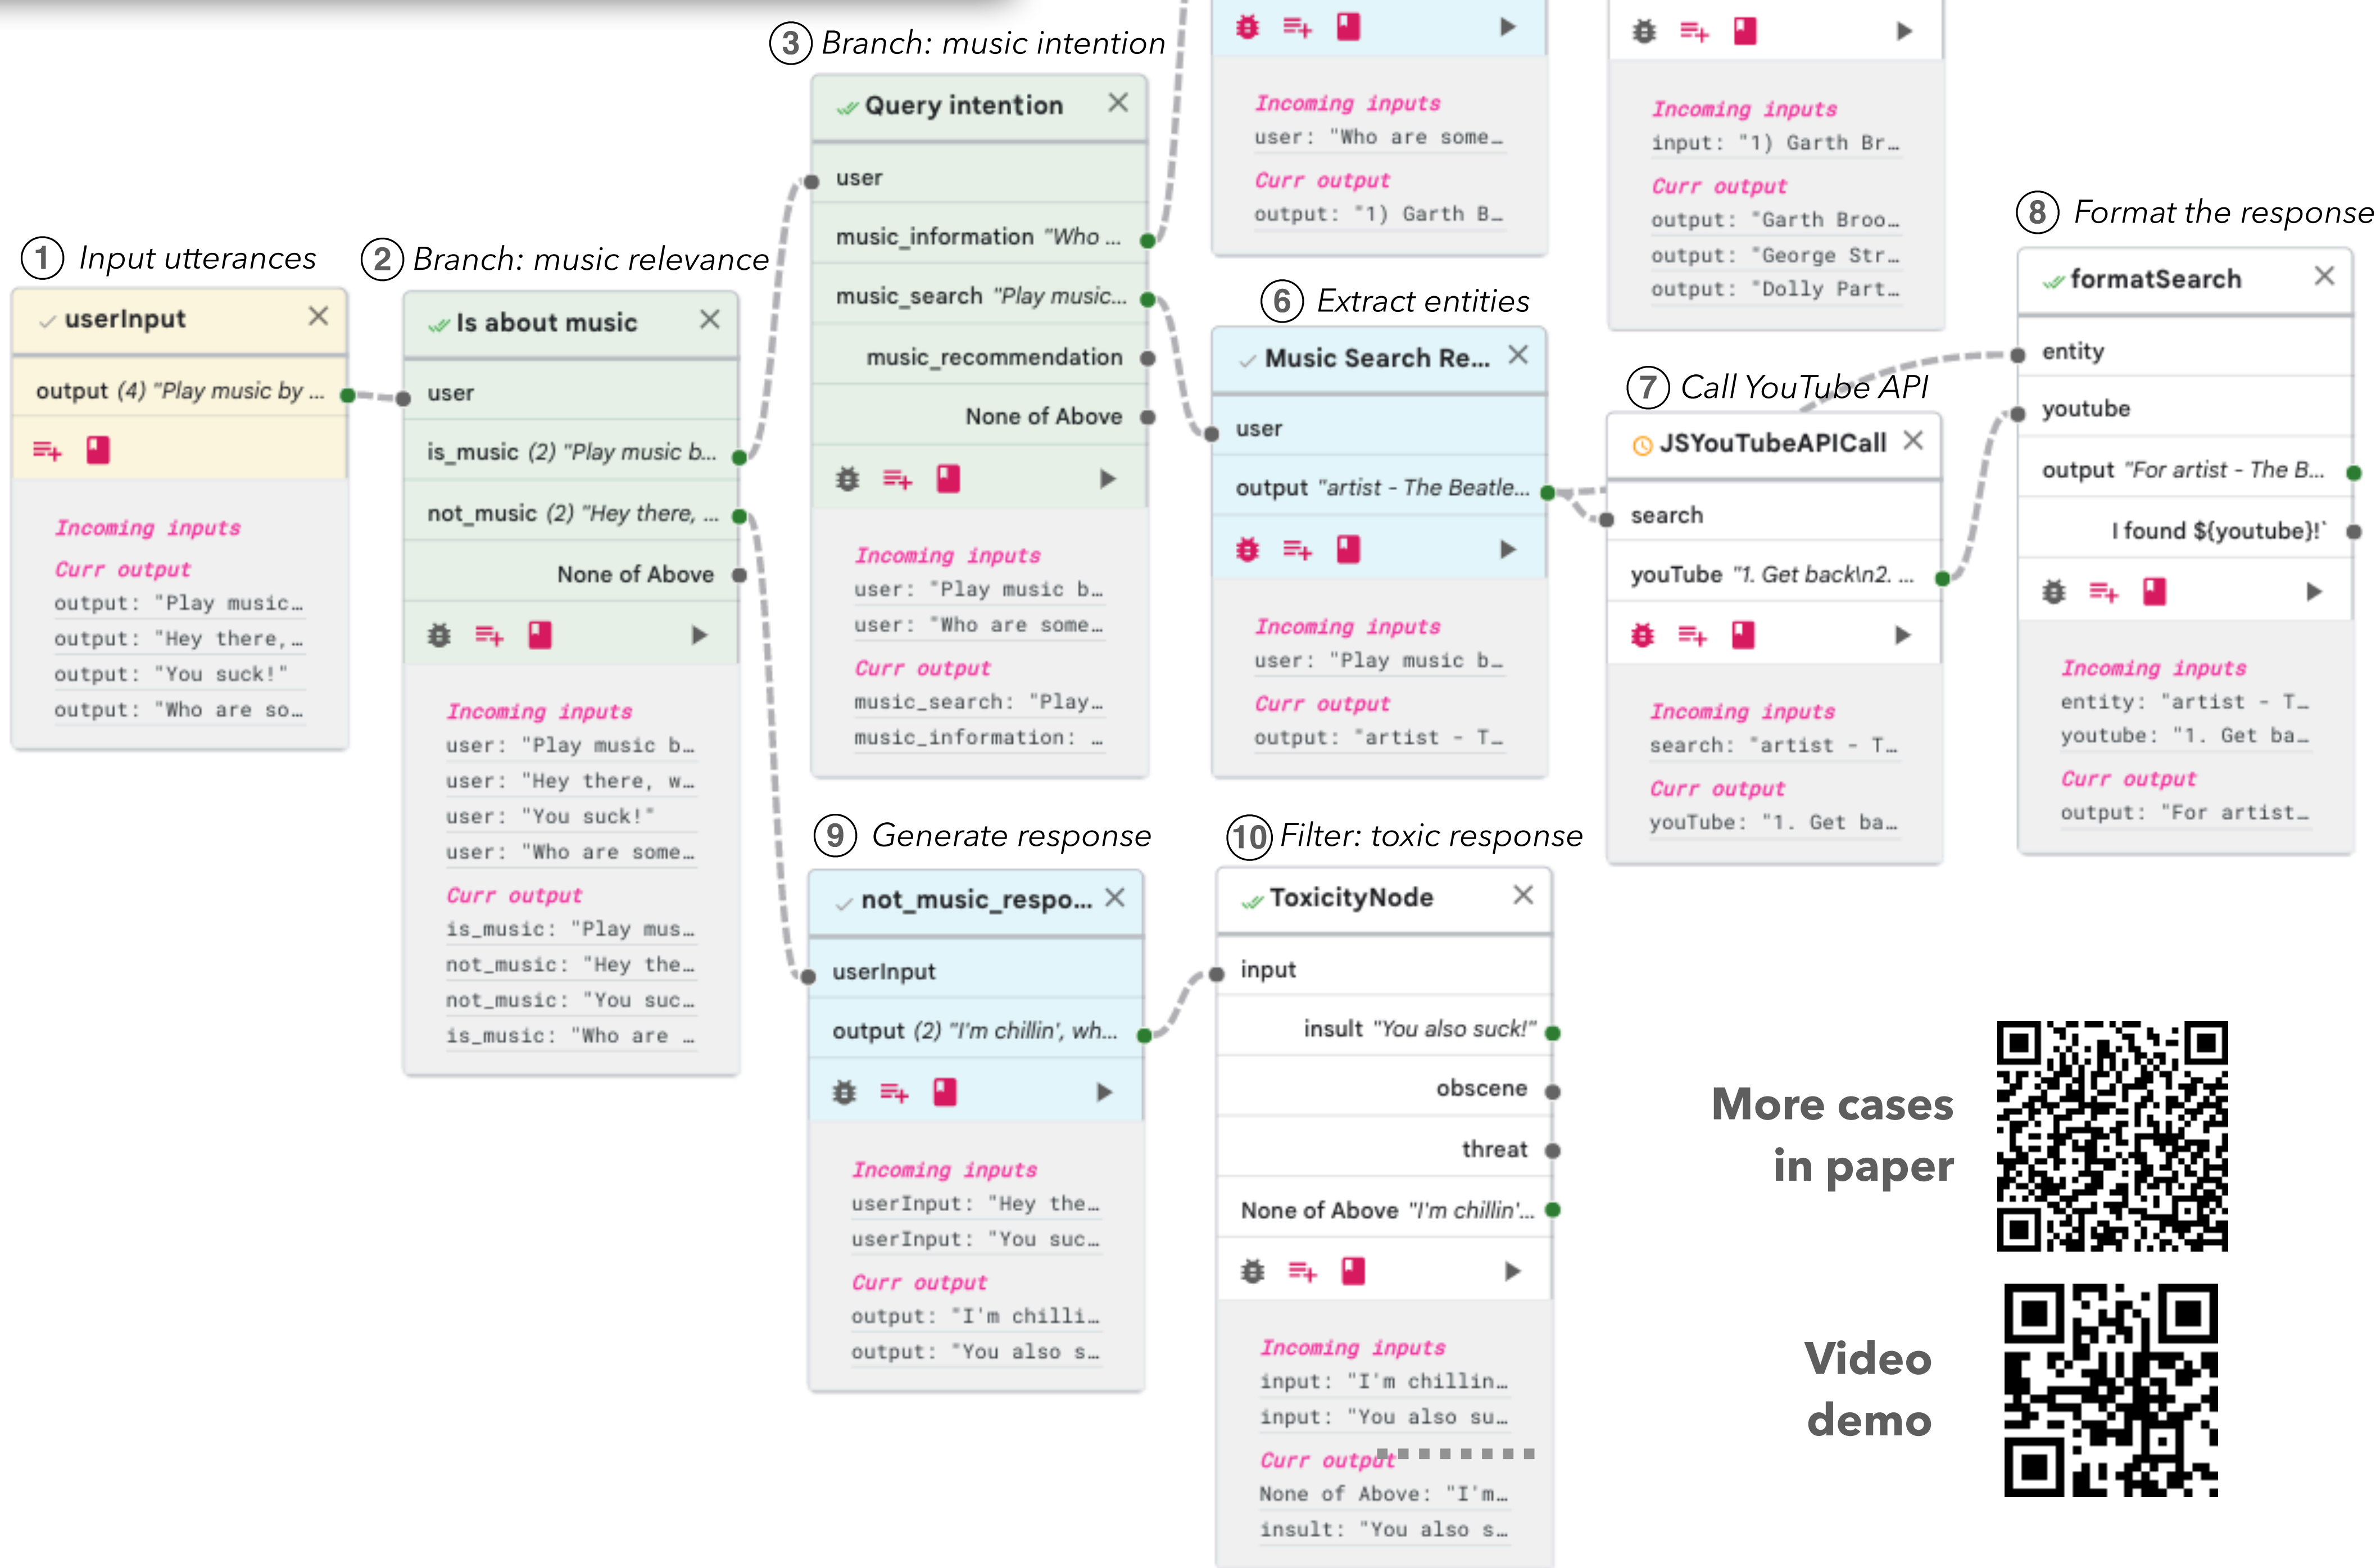 ① Input utterances
userInput
output (4) "Play music by ...
Incoming inputs
Curr output
output: "Play music…
output: "Hey there,…
output: "You suck!"
output: "Who are so…
② Branch: music relevance
Is about music
user
is_music (2) "Play music b...
not_music (2) "Hey there, ...
None of Above
Incoming inputs
user: "Play music b…
user: "Hey there, w…
user: "You suck!"
user: "Who are some…
Curr output
is_music: "Play mus…
not_music: "Hey the…
not_music: "You suc…
is_music: "Who are …
③ Branch: music intention
Query intention
user
music_information "Who ...
music_search "Play music...
music_recommendation
None of Above
Incoming inputs
user: "Play music b…
user: "Who are some…
Curr output
music_search: "Play…
music_information: …
Incoming inputs
user: "Who are some…
Curr output
output: "1) Garth B…
Incoming inputs
input: "1) Garth Br…
Curr output
output: "Garth Broo…
output: "George Str…
output: "Dolly Part…
⑥ Extract entities
Music Search Re...
user
output "artist - The Beatle...
Incoming inputs
user: "Play music b…
Curr output
output: "artist - T…
⑦ Call YouTube API
JSYouTubeAPICall
search
youTube "1. Get back\n2. ...
Incoming inputs
search: "artist - T…
Curr output
youTube: "1. Get ba…
⑧ Format the response
formatSearch
entity
youtube
output "For artist - The B...
I found ${youtube}!`
Incoming inputs
entity: "artist - T…
youtube: "1. Get ba…
Curr output
output: "For artist…
⑨ Generate response
not_music_respo...
userInput
output (2) "I'm chillin', wh...
Incoming inputs
userInput: "Hey the…
userInput: "You suc…
Curr output
output: "I'm chilli…
output: "You also s…
⑩ Filter: toxic response
ToxicityNode
input
insult "You also suck!"
obscene
threat
None of Above "I'm chillin'...
Incoming inputs
input: "I'm chillin…
input: "You also su…
Curr output
None of Above: "I'm…
insult: "You also s…
More cases
in paper
Video
demo